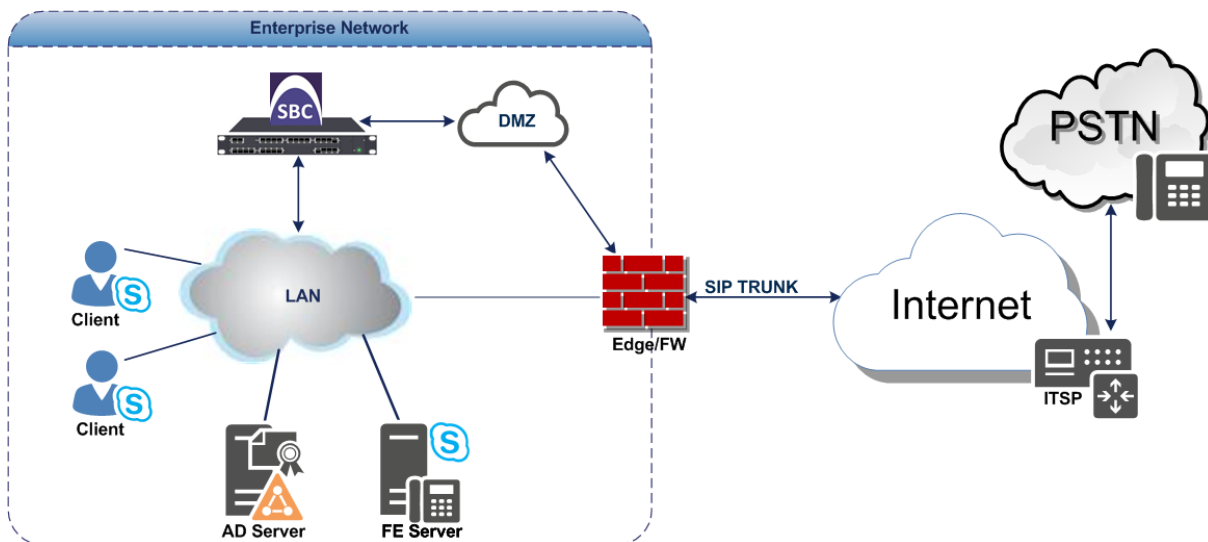 Enterprise Network
SBC
DMZ
PSTN
LAN
SIP TRUNK
Internet
Client
Edge/FW
Client
ITSP
AD Server
FE Server
S
S
S